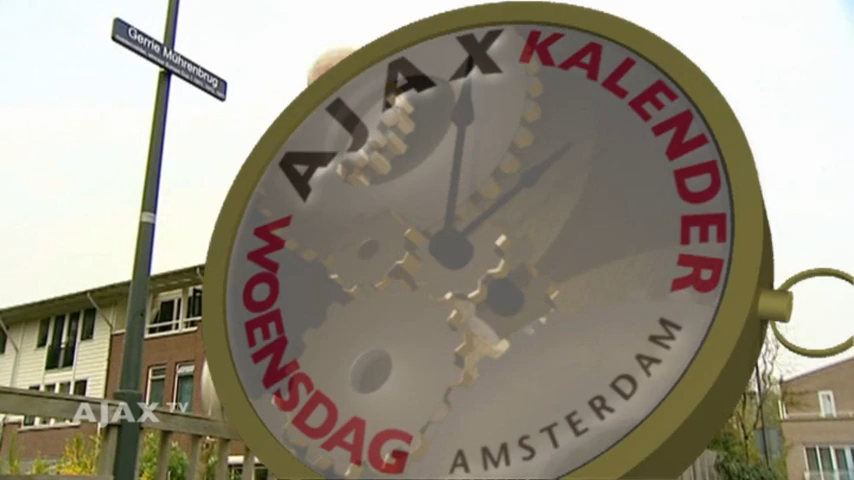 Gerrie Mührenbrug
AJAX KALENDER
WOENSDAG
AMSTERDAM
AJAX TV